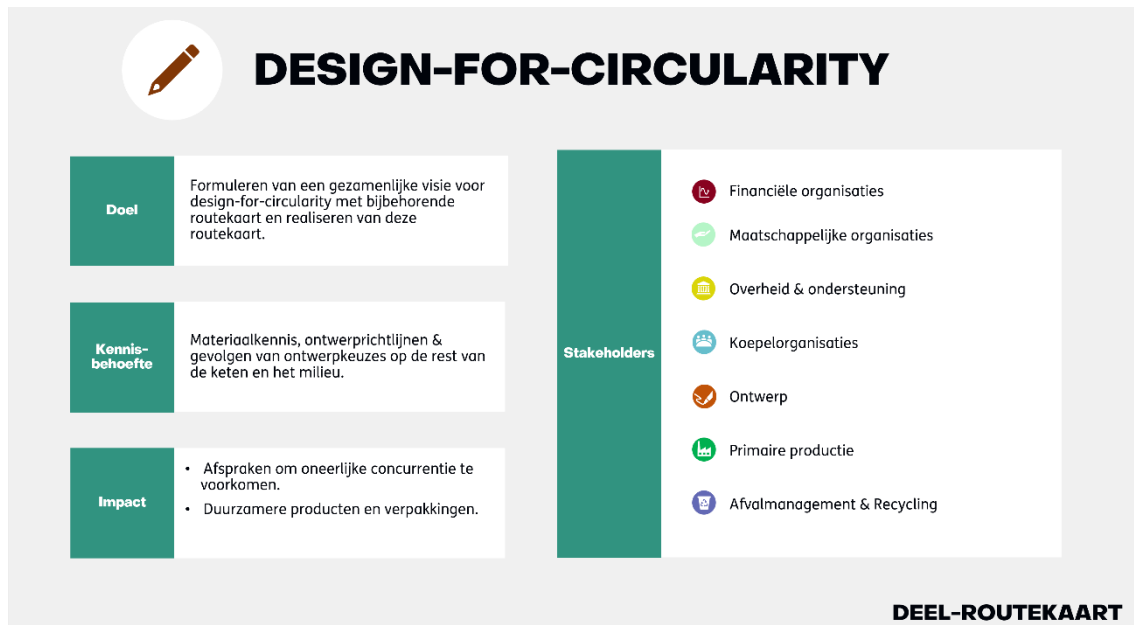 DESIGN-FOR-CIRCULARITY
Doel
Formuleren van een gezamenlijke visie voor
design-for-circularity met bijbehorende
routekaart en realiseren van deze
routekaart.
Kennis-
behoefte
Materiaalkennis, ontwerprichtlijnen &
gevolgen van ontwerpkeuzes op de rest van
de keten en het milieu.
Impact
• Afspraken om oneerlijke concurrentie te
voorkomen.
• Duurzamere producten en verpakkingen.
Stakeholders
Financiële organisaties
Maatschappelijke organisaties
Overheid & ondersteuning
Koepelorganisaties
Ontwerp
Primaire productie
Afvalmanagement & Recycling
DEEL-ROUTEKAART